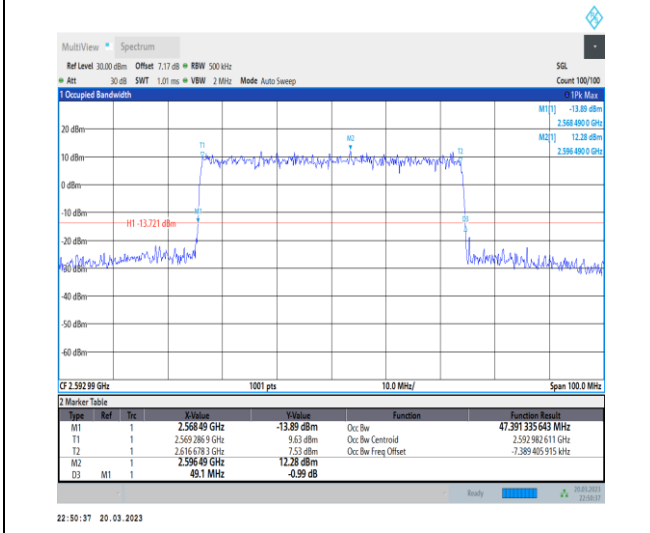 MultiView Spectrum
Ref Level 30.00 dBm Offset 7.17 dB RBW 500 kHz SGL
Att 30 dB SWT 1.01 ms VBW 2 MHz Mode Auto Sweep Count 100/100
1 Occupied Bandwidth 1Pk Max
M1[1] -13.89 dBm
2.568 490 0 GHz
M2[1] 12.28 dBm
2.596 490 0 GHz
20 dBm
T1 M2 T2
10 dBm
0 dBm
-10 dBm
M1 D3
H1 -13.721 dBm
-20 dBm
-30 dBm
-40 dBm
-50 dBm
-60 dBm
CF 2.592 99 GHz 1001 pts 10.0 MHz/ Span 100.0 MHz
2 Marker Table
Type Ref Trc X-Value Y-Value Function Function Result
M1 1 2.568 49 GHz -13.89 dBm Occ Bw 47.391 335 643 MHz
T1 1 2.569 286 9 GHz 9.63 dBm Occ Bw Centroid 2.592 982 611 GHz
T2 1 2.616 678 3 GHz 7.53 dBm Occ Bw Freq Offset -7.389 405 915 kHz
M2 1 2.596 49 GHz 12.28 dBm
D3 M1 1 49.1 MHz -0.99 dB
Ready 20.03.2023
22:50:37
22:50:37 20.03.2023